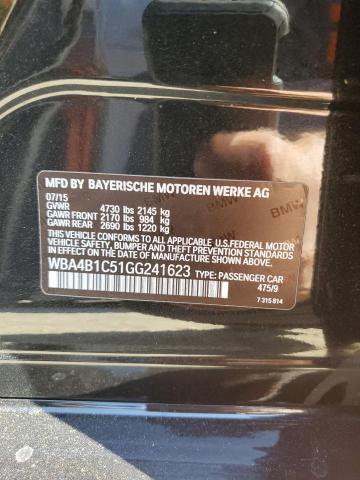 MFD BY BAYERISCHE MOTOREN WERKE AG
07/15
GVWR 4730 lbs 2145 kg
GAWR FRONT 2170 lbs 984 kg
GAWR REAR 2690 lbs 1220 kg
THIS VEHICLE CONFORMS TO ALL APPLICABLE U.S.FEDERAL MOTOR
VEHICLE SAFETY, BUMPER AND THEFT PREVENTION STANDARDS
IN EFFECT ON THE DATE OF MANUFACTURE SHOWN ABOVE.
WBA4B1C51GG241623 TYPE: PASSENGER CAR
475/9
7 315 814
BMW
BMW